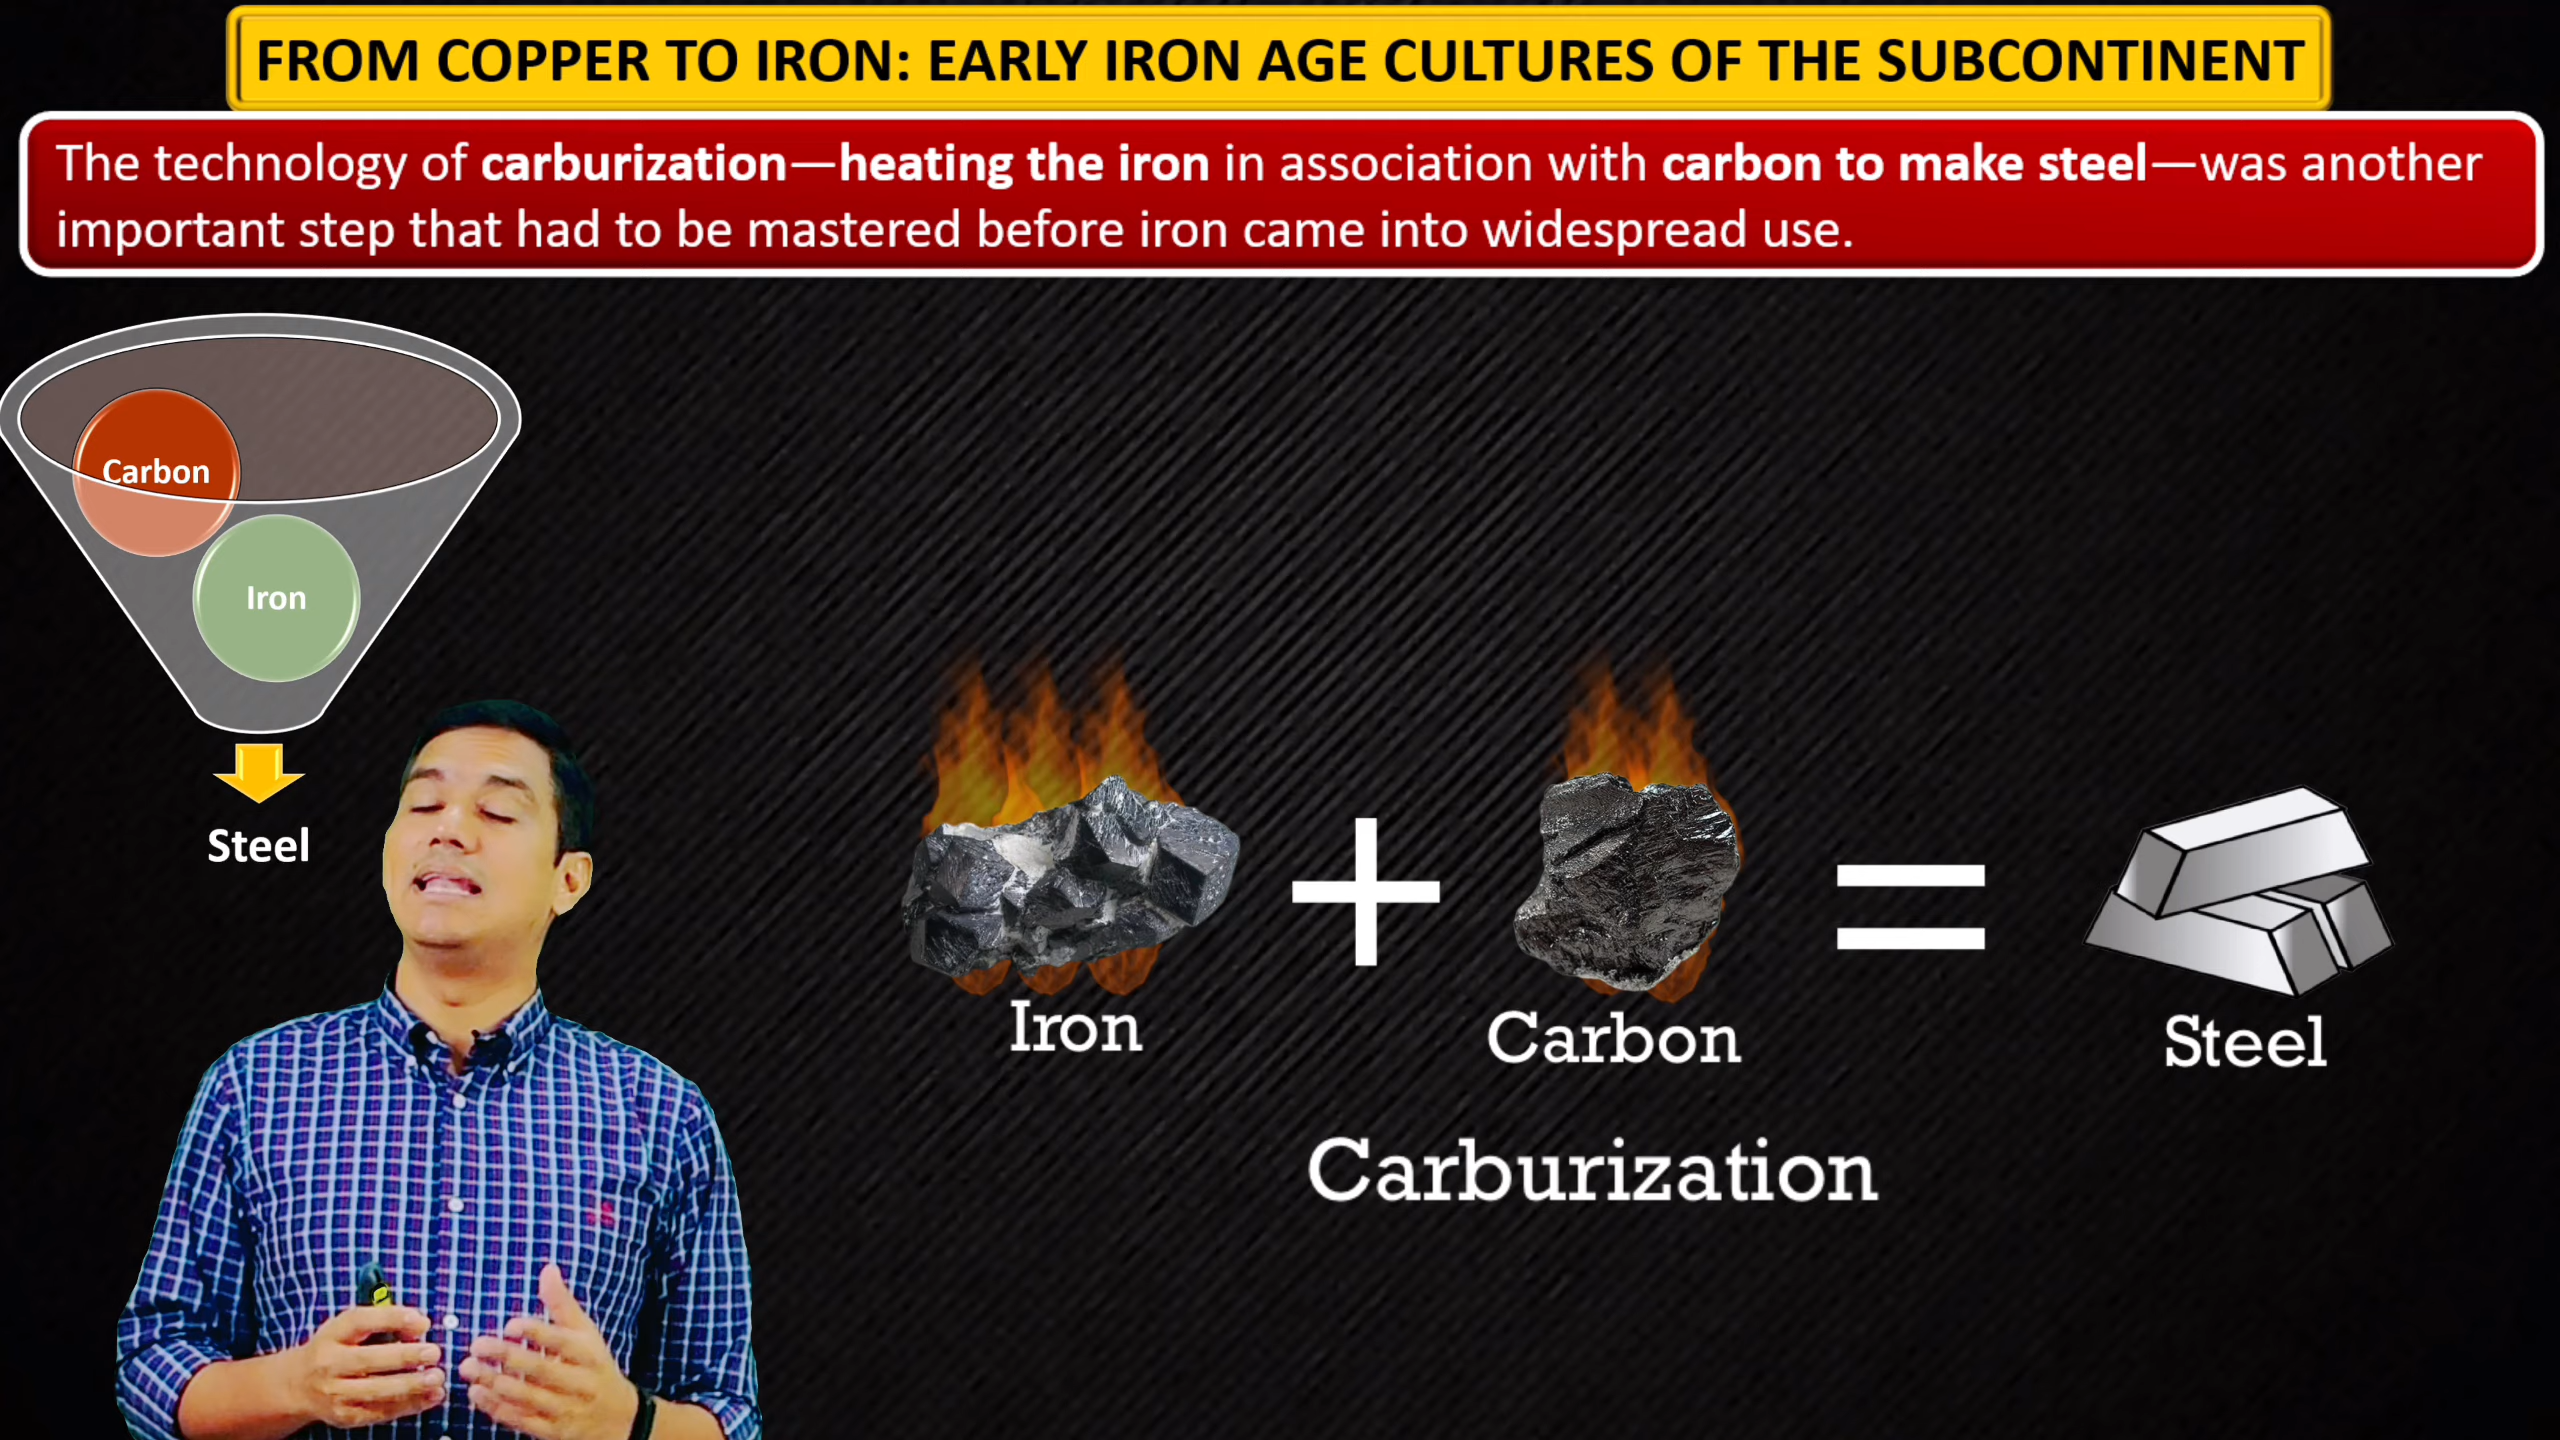 FROM COPPER TO IRON: EARLY IRON AGE CULTURES OF THE SUBCONTINENT
The technology of carburization—heating the iron in association with carbon to make steel—was another
important step that had to be mastered before iron came into widespread use.
Carbon
Iron
Steel
Iron
Carbon
Steel
Carburization